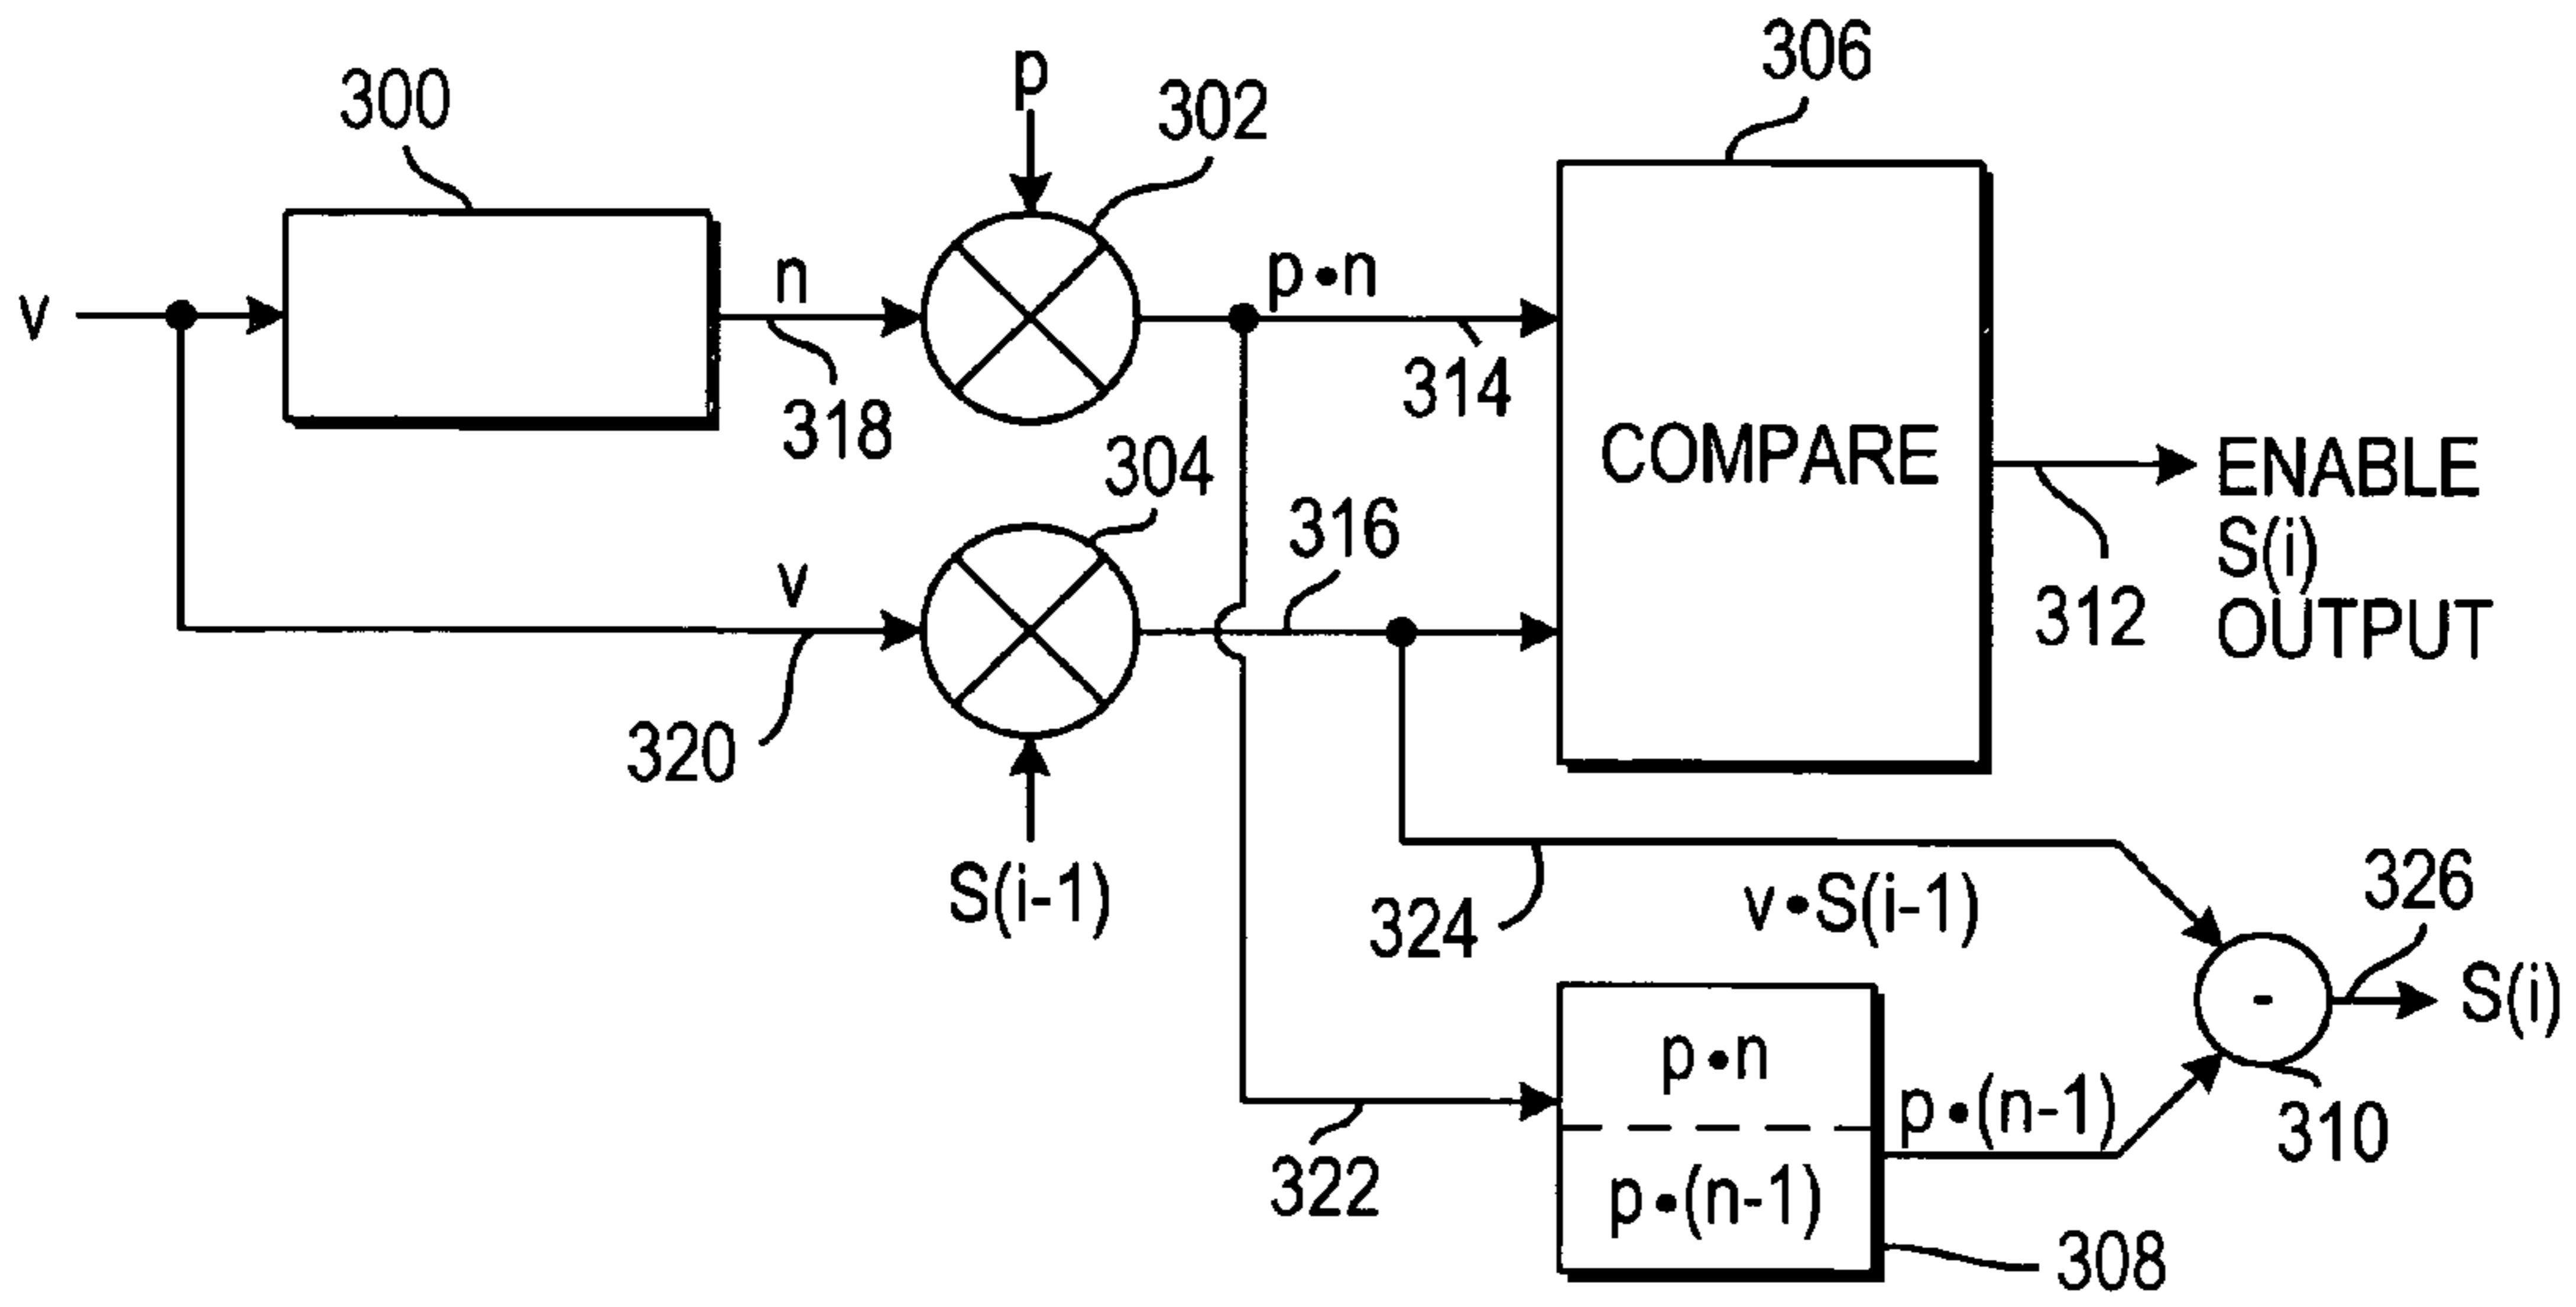 306
p
300
302
n
p•n
v
314
318
304
COMPARE
ENABLE
S(i)
OUTPUT
316
v
312
320
S(i-1)
324
v•S(i-1)
326
S(i)
-
p•n
p•(n-1)
p•(n-1)
310
322
308